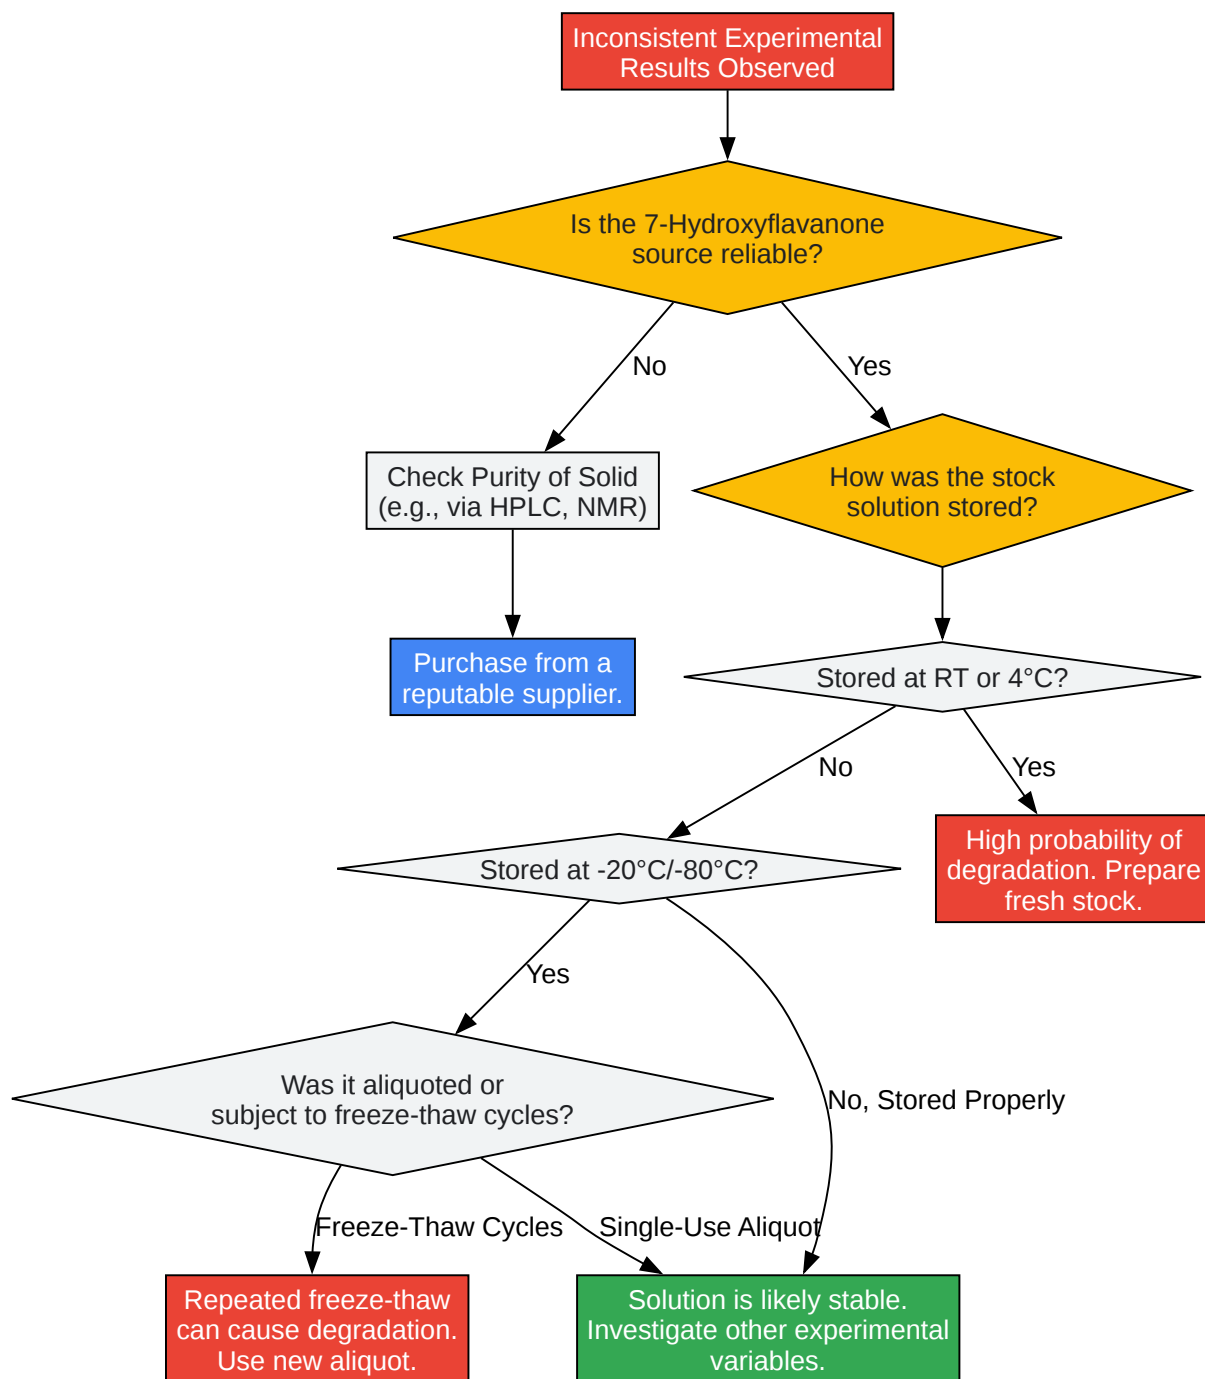 Inconsistent Experimental
Results Observed
Is the 7-Hydroxyflavanone
source reliable?
No
Yes
Check Purity of Solid
(e.g., via HPLC, NMR)
How was the stock
solution stored?
Purchase from a
reputable supplier.
Stored at RT or 4°C?
No
Yes
High probability of
degradation. Prepare
fresh stock.
Stored at -20°C/-80°C?
Yes
No, Stored Properly
Was it aliquoted or
subject to freeze-thaw cycles?
Freeze-Thaw Cycles
Single-Use Aliquot
Repeated freeze-thaw
can cause degradation.
Use new aliquot.
Solution is likely stable.
Investigate other experimental
variables.